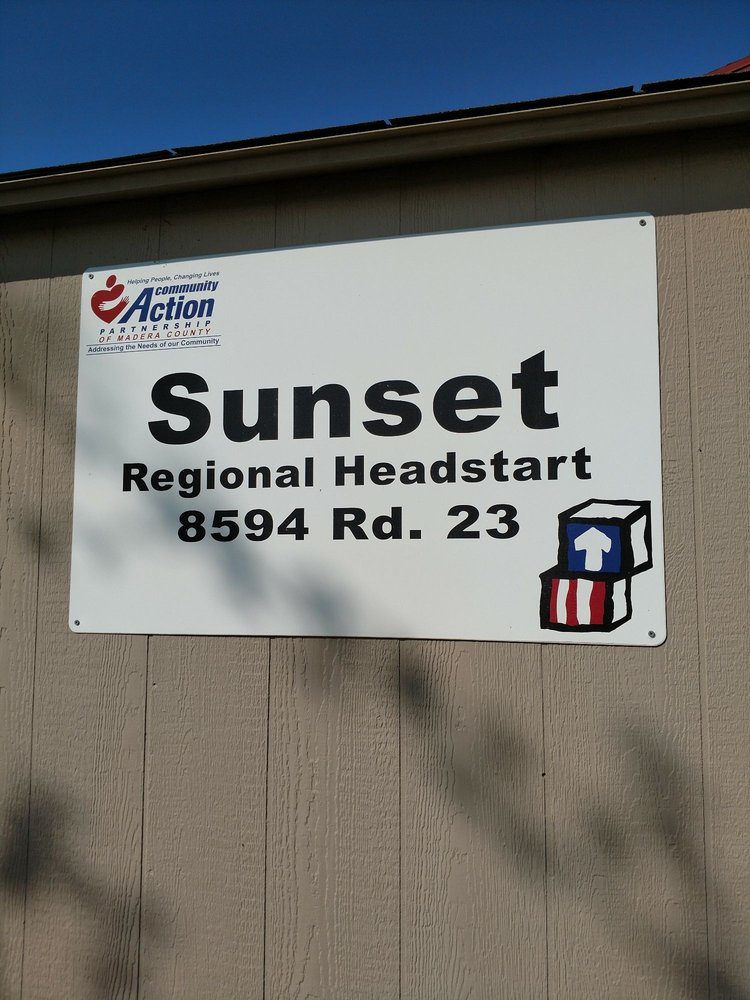 Helping People, Changing Lives
community
Action
PARTNERSHIP
OF MADERA COUNTY
Addressing the Needs of our Community
Sunset
Regional Headstart
8594 Rd. 23